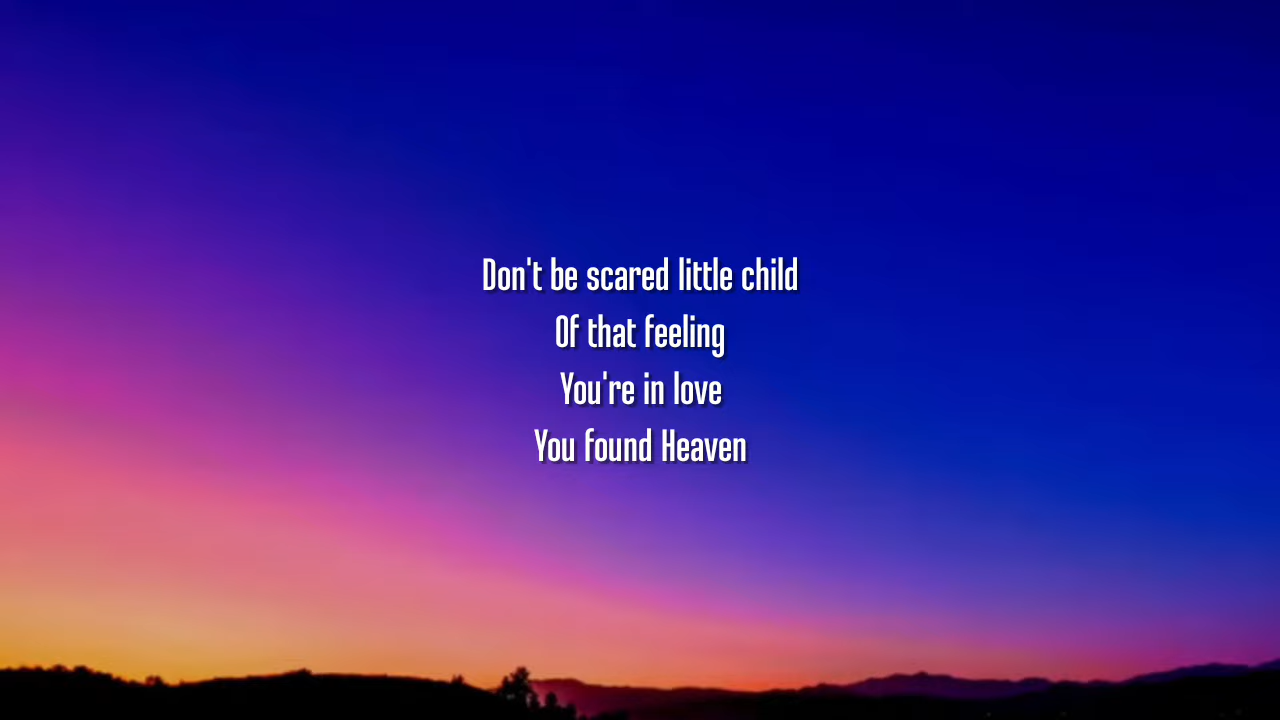 Don't be scared little child
Of that feeling
You're in love
You found Heaven